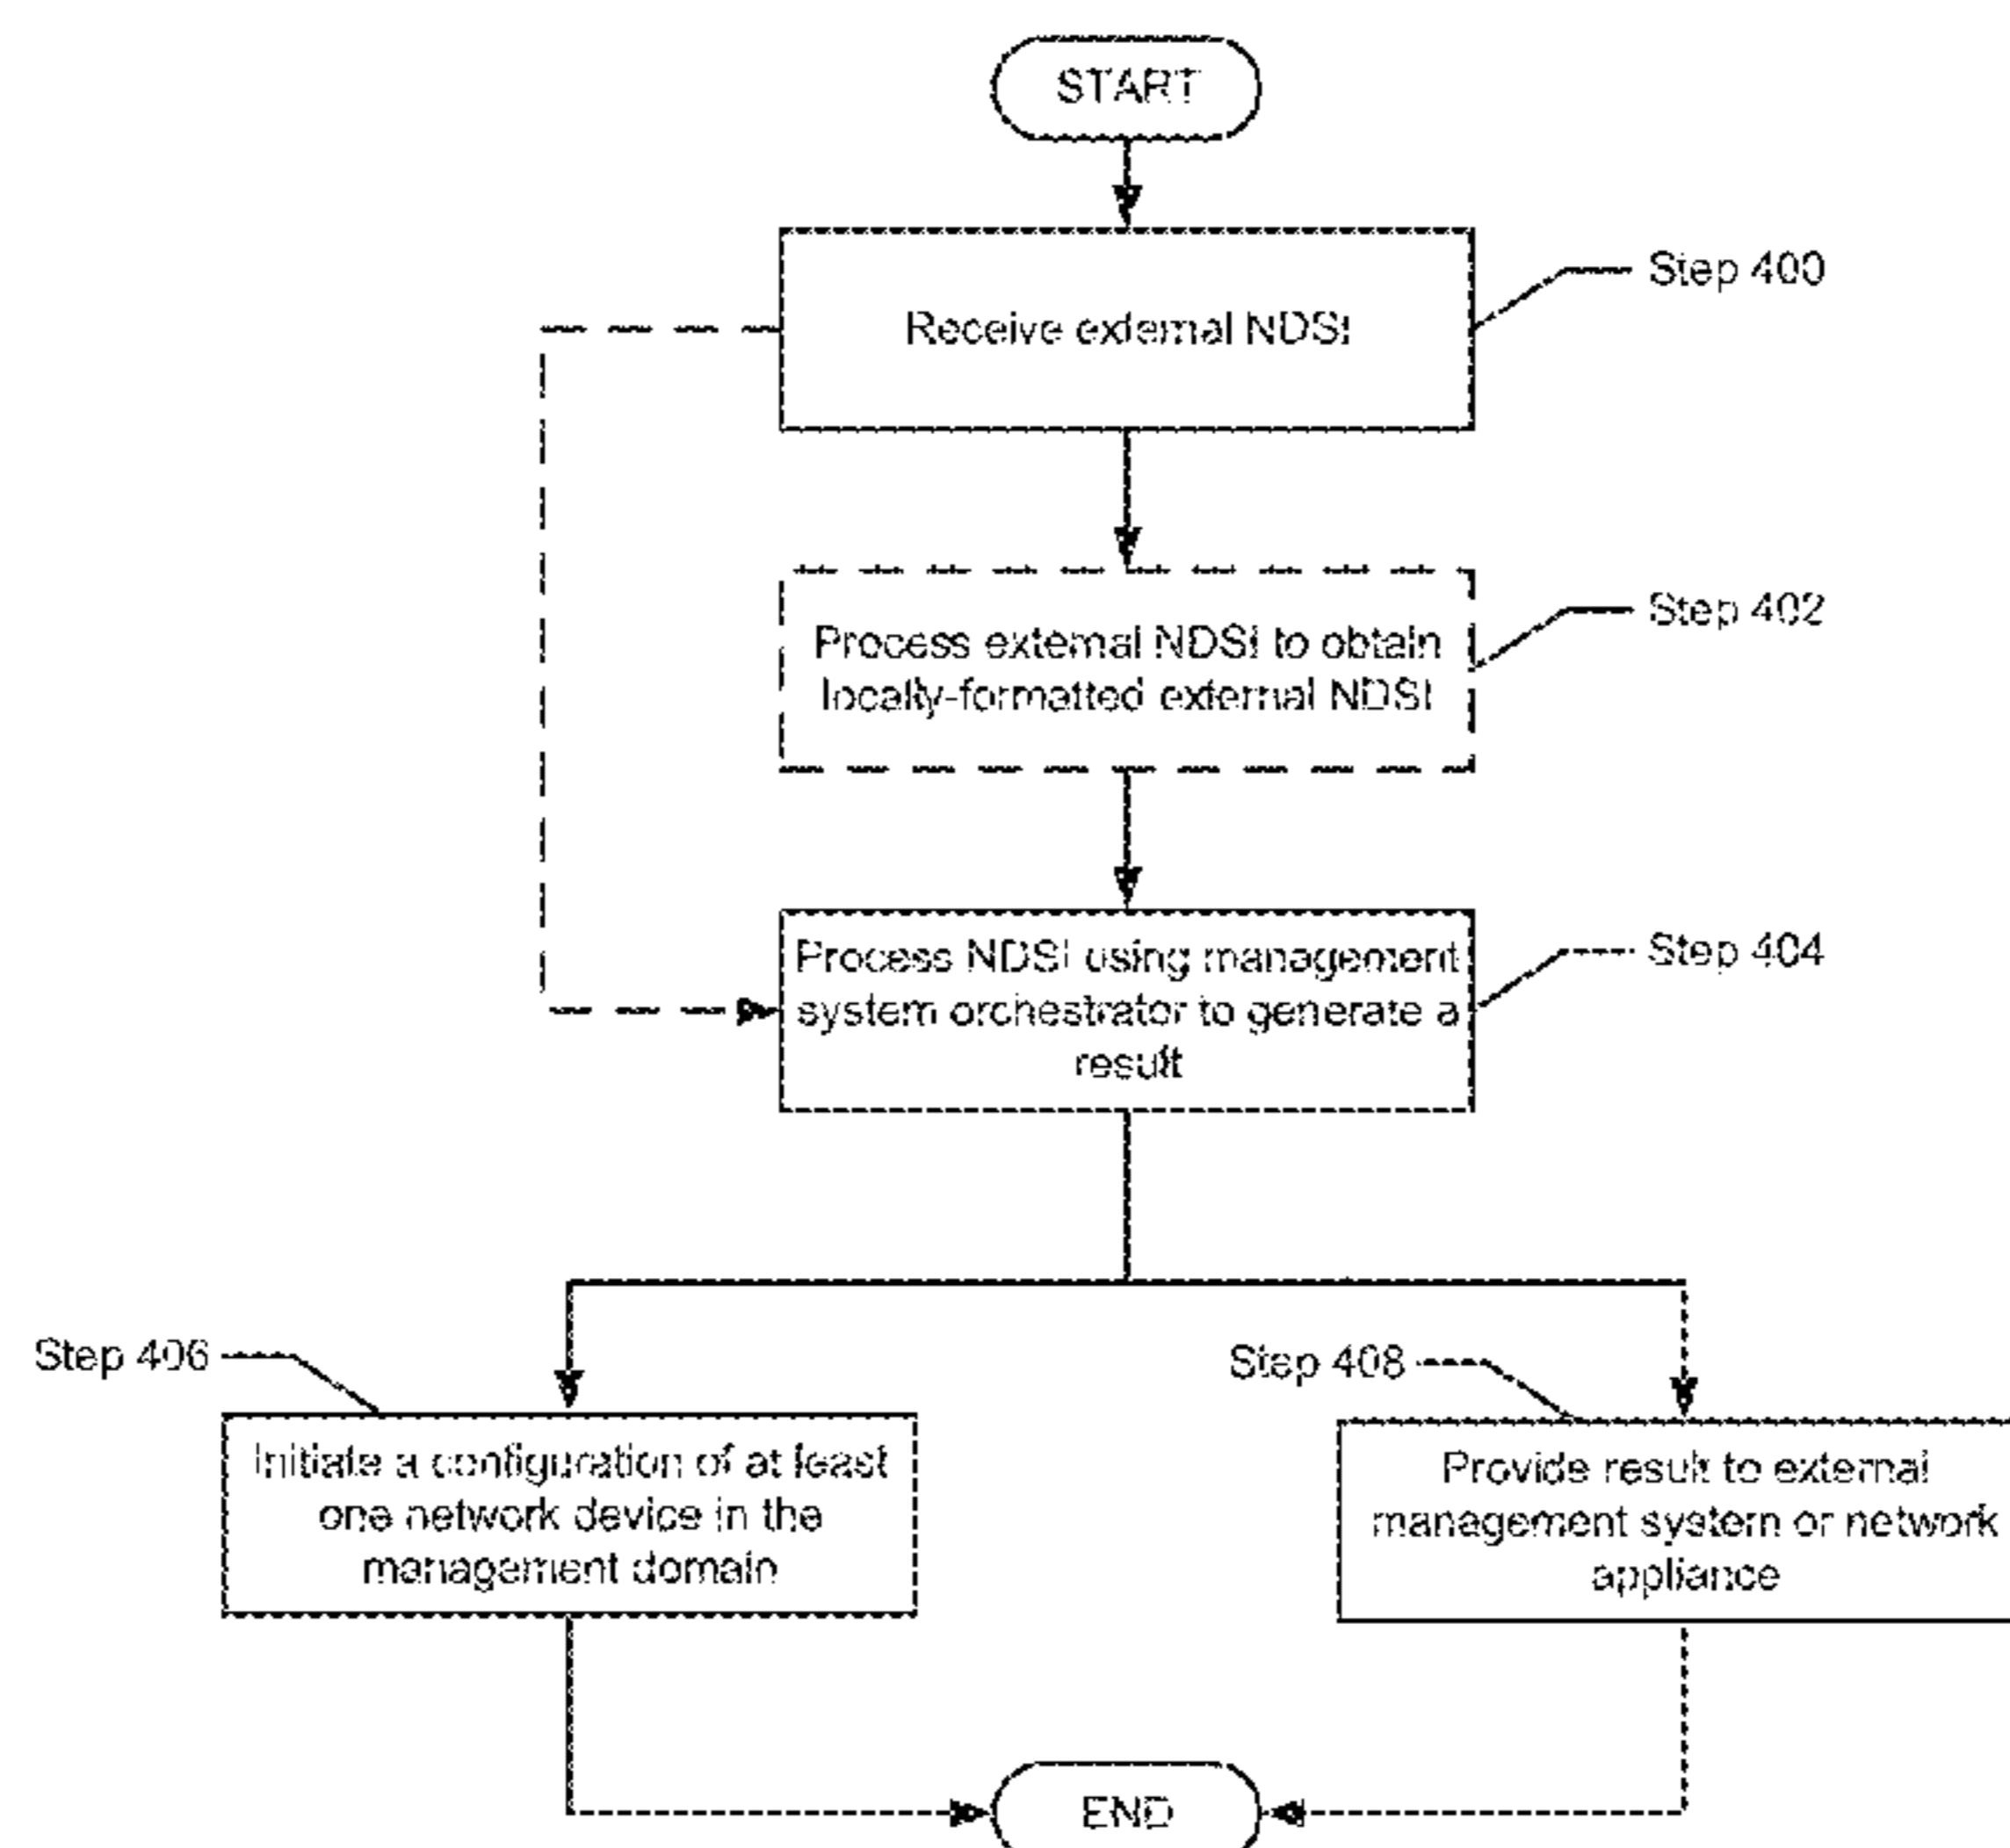 START
Step 400
Receive external NDSI
Step 402
Process external NDSI to obtain
locally-formatted external NDSI
Step 404
Process NDSI using management
system orchestrator to generate a
result
Step 406
Step 408
Initiate a configuration of at least
one network device in the
management domain
Provide result to external
management system or network
appliance
END